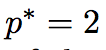 p* = 2